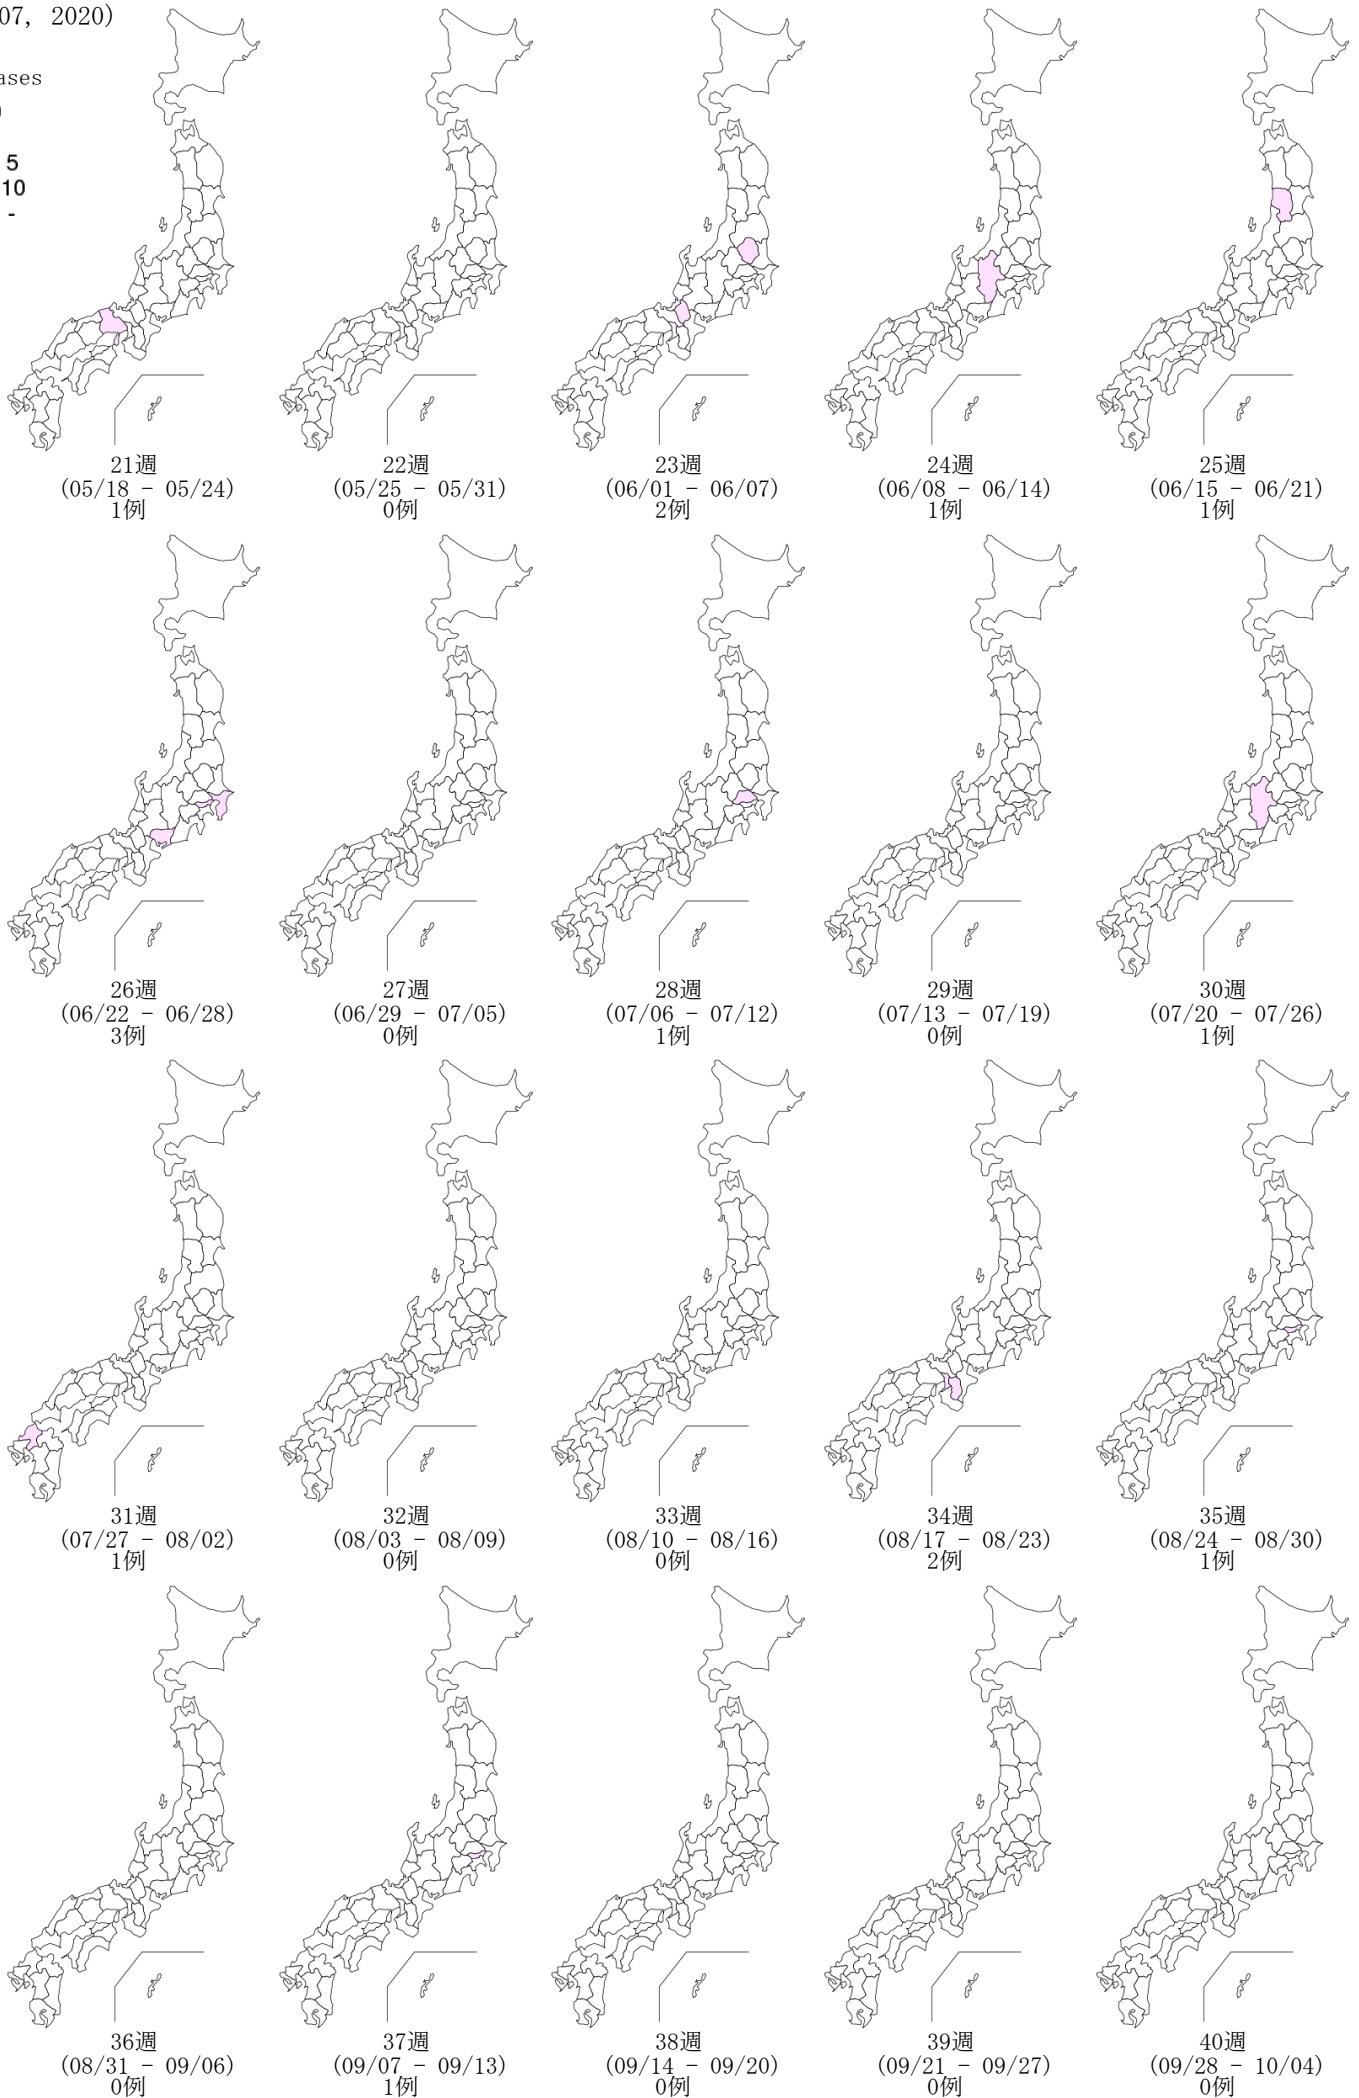 07, 2020)
ases
5
10
-
21週
(05/18 - 05/24)
1例
22週
(05/25 - 05/31)
0例
23週
(06/01 - 06/07)
2例
24週
(06/08 - 06/14)
1例
25週
(06/15 - 06/21)
1例
26週
(06/22 - 06/28)
3例
27週
(06/29 - 07/05)
0例
28週
(07/06 - 07/12)
1例
29週
(07/13 - 07/19)
0例
30週
(07/20 - 07/26)
1例
31週
(07/27 - 08/02)
1例
32週
(08/03 - 08/09)
0例
33週
(08/10 - 08/16)
0例
34週
(08/17 - 08/23)
2例
35週
(08/24 - 08/30)
1例
36週
(08/31 - 09/06)
0例
37週
(09/07 - 09/13)
1例
38週
(09/14 - 09/20)
0例
39週
(09/21 - 09/27)
0例
40週
(09/28 - 10/04)
0例